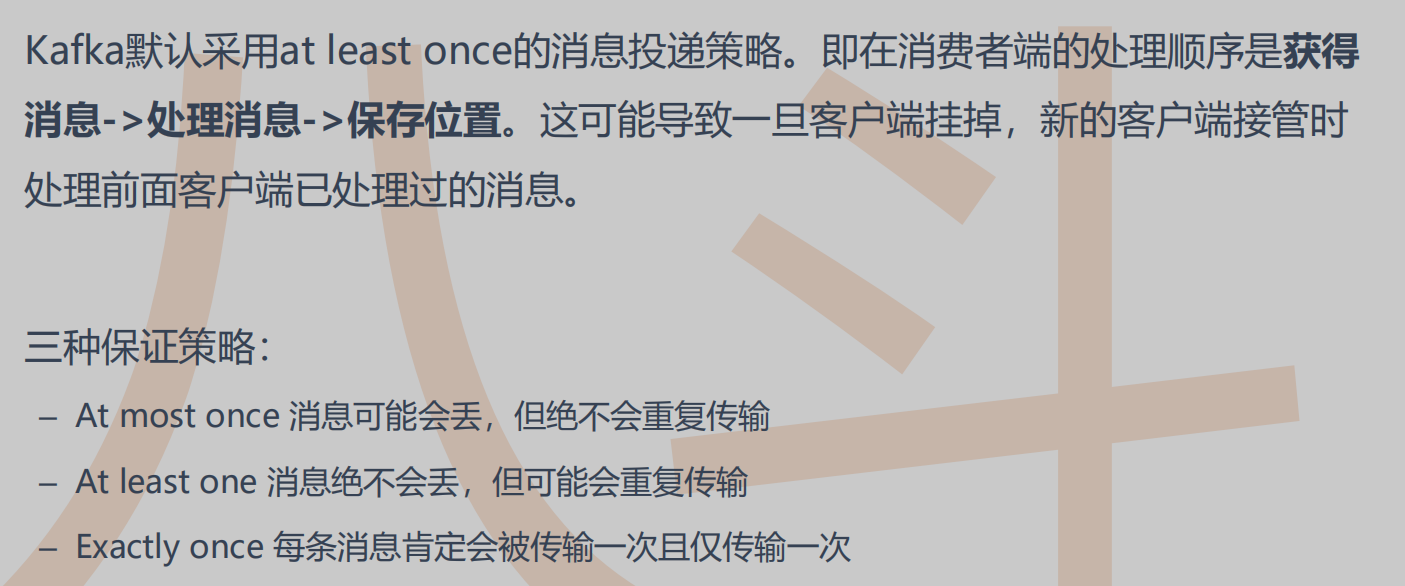 Kafka默认采用at least once的消息投递策略。即在消费者端的处理顺序是获得
消息->处理消息->保存位置。这可能导致一旦客户端挂掉，新的客户端接管时
处理前面客户端已处理过的消息。
三种保证策略：
– At most once 消息可能会丢，但绝不会重复传输
– At least one 消息绝不会丢，但可能会重复传输
– Exactly once 每条消息肯定会被传输一次且仅传输一次
八斗